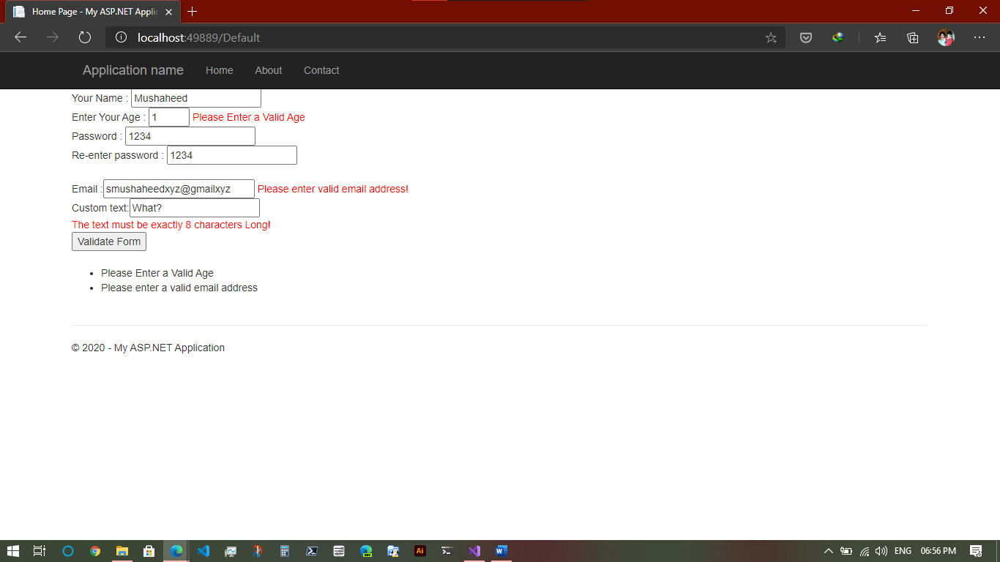 Home Page - My ASP.NET Applic
localhost:49889/Default
Application name Home About Contact
Your Name : Mushaheed
Enter Your Age : 1 Please Enter a Valid Age
Password : 1234
Re-enter password : 1234
Email : smushaheedxyz@gmailxyz Please enter valid email address!
Custom text: What?
The text must be exactly 8 characters Long!
Validate Form
• Please Enter a Valid Age
• Please enter a valid email address
© 2020 - My ASP.NET Application
DEV Ai ENG 06:56 PM